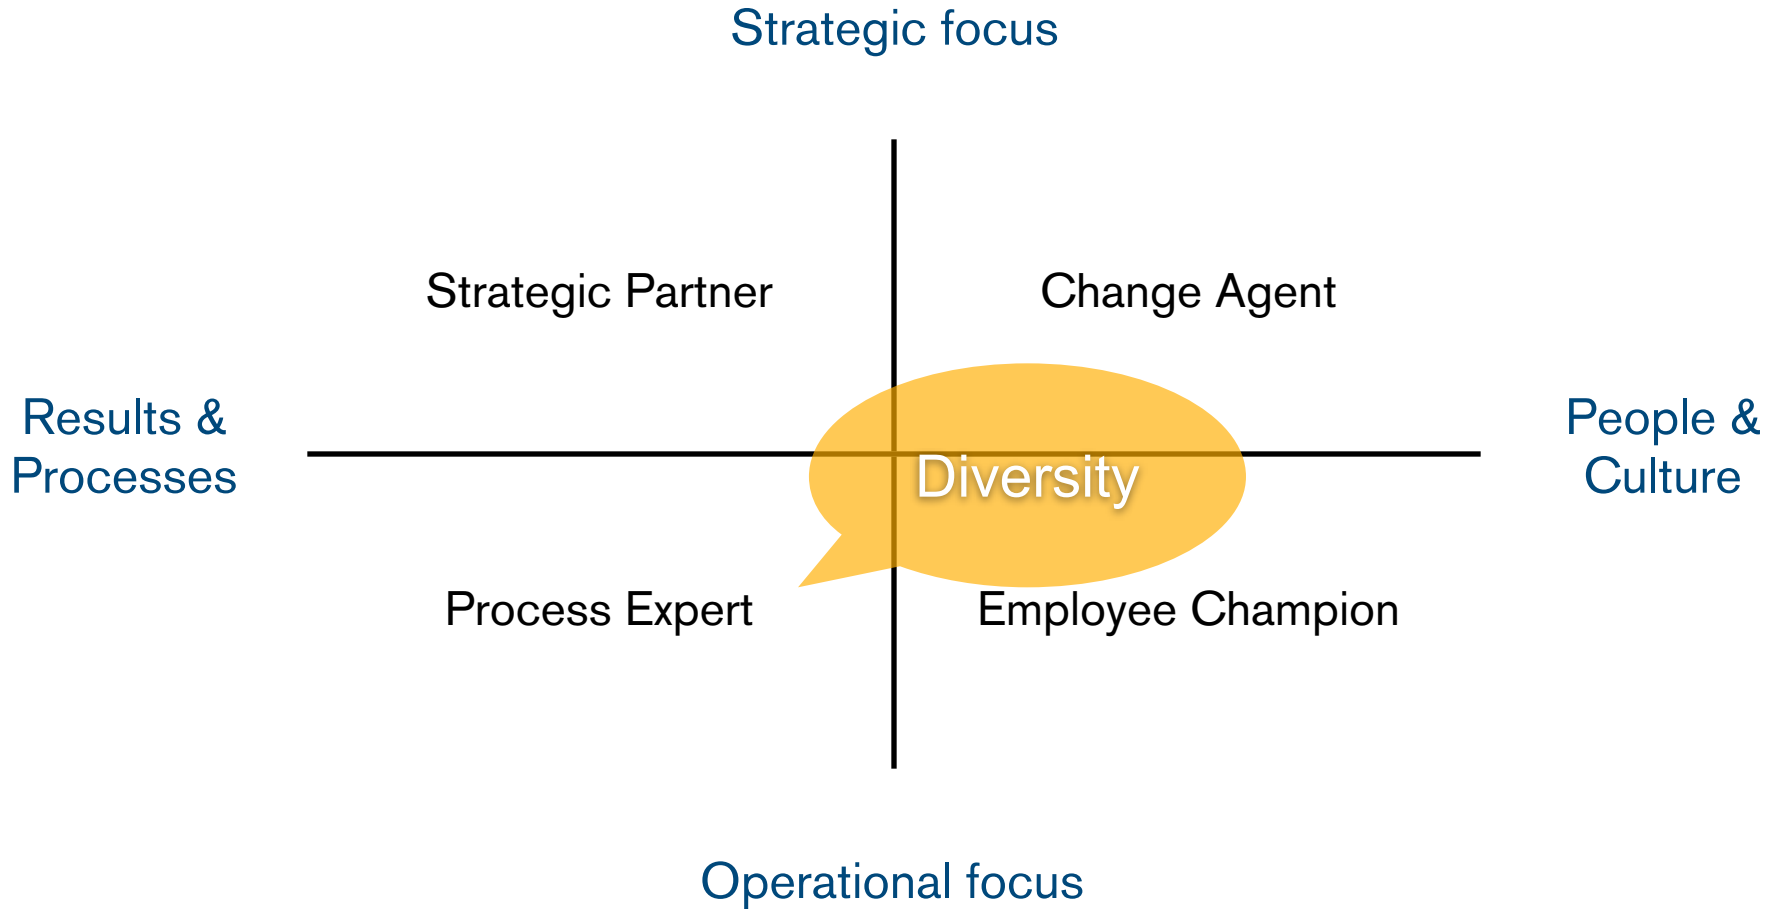 Strategic focus
Strategic Partner
Change Agent
Results &
Processes
People &
Culture
Diversity
Process Expert
Employee Champion
Operational focus